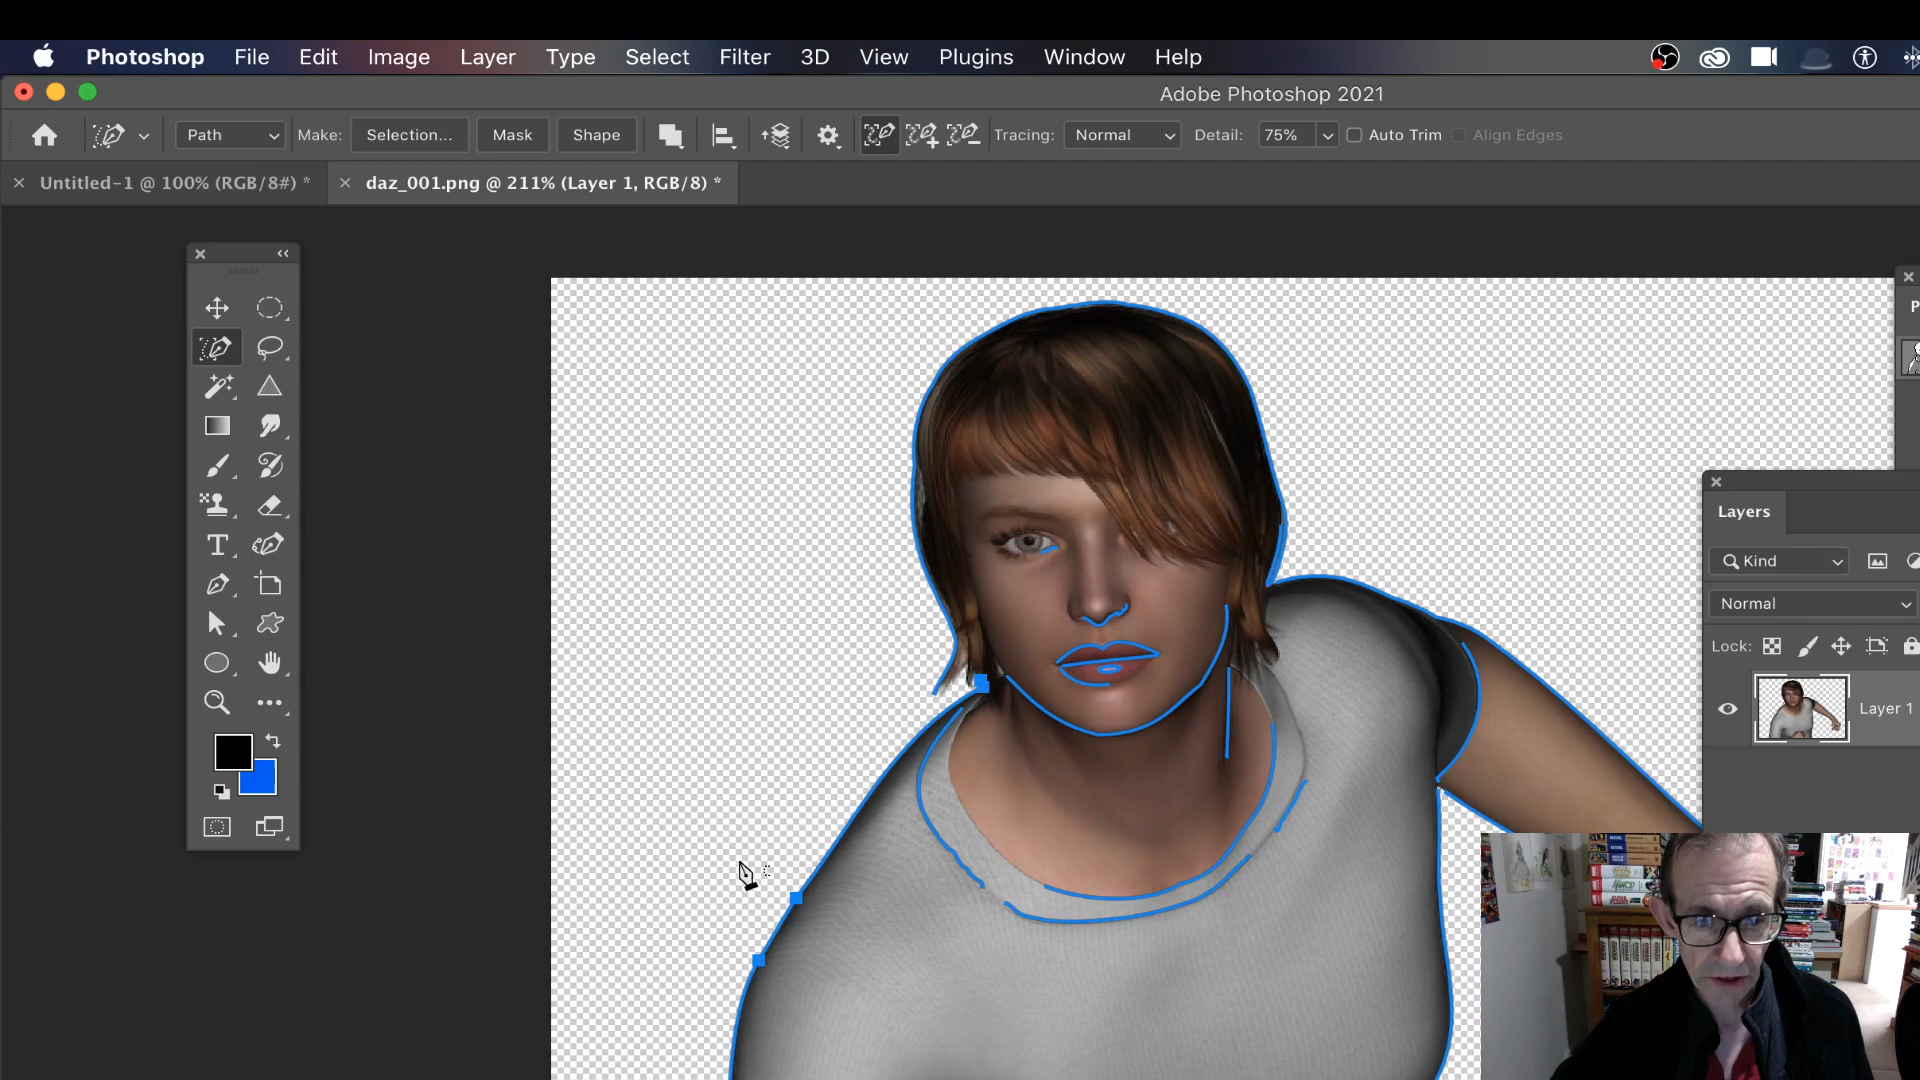 Photoshop File Edit Image Layer Type Select Filter 3D View Plugins Window Help
Adobe Photoshop 2021
Path Make: Selection... Mask Shape Tracing: Normal Detail: 75% Auto Trim Align Edges
Untitled-1 @ 100% (RGB/8#) * daz_001.png @ 211% (Layer 1, RGB/8) *
Layers
Kind
Normal
Lock:
Layer 1